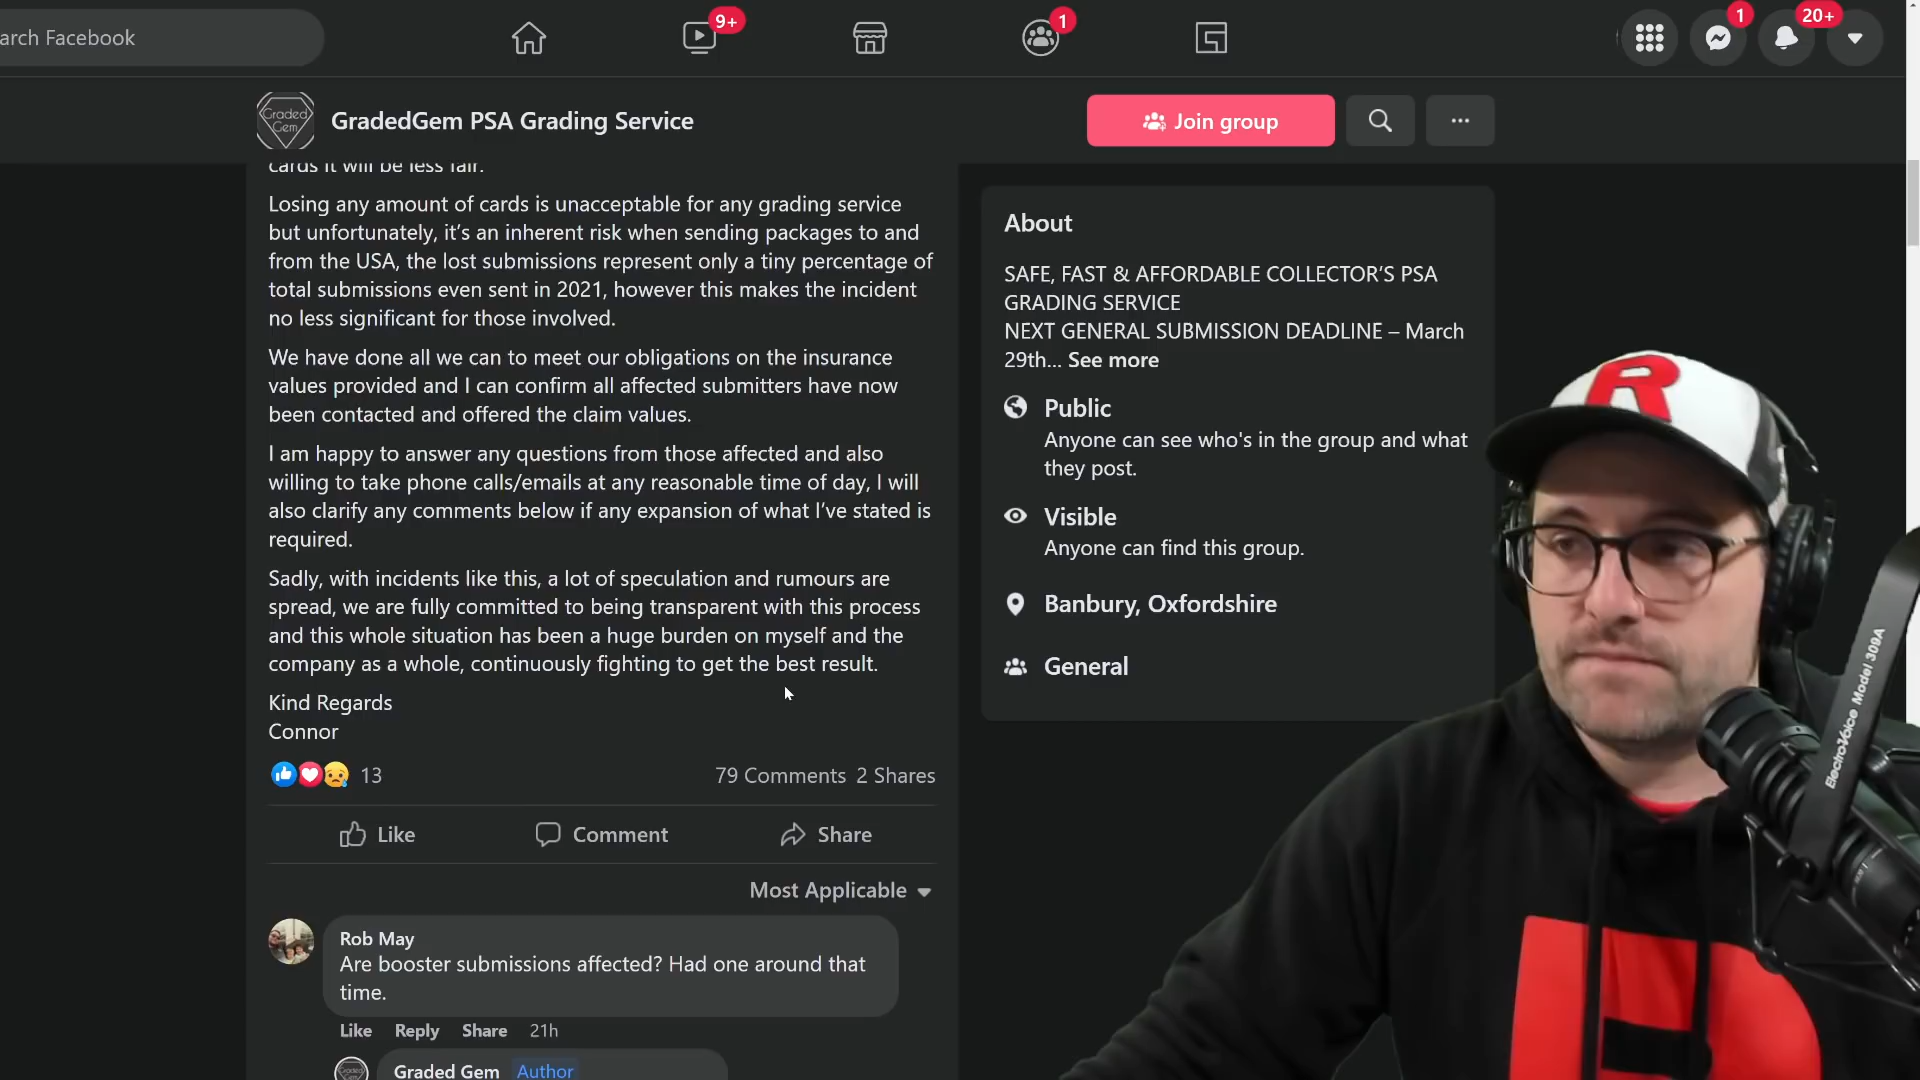 arch Facebook
9+
1
1
20+
Graded
Gem
GradedGem PSA Grading Service
Join group
cards it will be less fair.
Losing any amount of cards is unacceptable for any grading service
but unfortunately, it’s an inherent risk when sending packages to and
from the USA, the lost submissions represent only a tiny percentage of
total submissions even sent in 2021, however this makes the incident
no less significant for those involved.
We have done all we can to meet our obligations on the insurance
values provided and I can confirm all affected submitters have now
been contacted and offered the claim values.
I am happy to answer any questions from those affected and also
willing to take phone calls/emails at any reasonable time of day, I will
also clarify any comments below if any expansion of what I’ve stated is
required.
Sadly, with incidents like this, a lot of speculation and rumours are
spread, we are fully committed to being transparent with this process
and this whole situation has been a huge burden on myself and the
company as a whole, continuously fighting to get the best result.
Kind Regards
Connor
13
79 Comments 2 Shares
Like Comment Share
Most Applicable
Rob May
Are booster submissions affected? Had one around that
time.
Like Reply Share 21h
Graded Gem Author
About
SAFE, FAST & AFFORDABLE COLLECTOR’S PSA
GRADING SERVICE
NEXT GENERAL SUBMISSION DEADLINE – March
29th... See more
Public
Anyone can see who's in the group and what
they post.
Visible
Anyone can find this group.
Banbury, Oxfordshire
General
R
ElectroVoice Model 309A